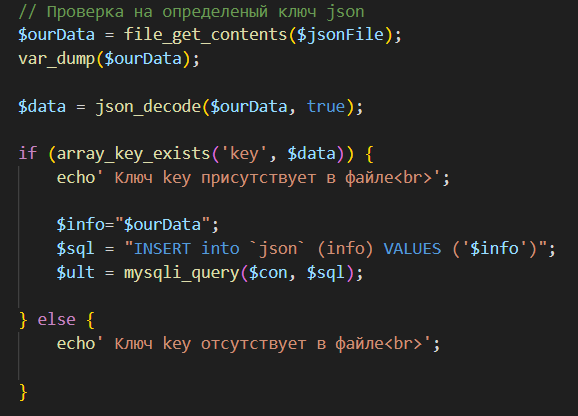 // Проверка на определеный ключ json
$ourData = file_get_contents($jsonFile);
var_dump($ourData);
$data = json_decode($ourData, true);
if (array_key_exists('key', $data)) {
echo' Ключ key присутствует в файле<br>';
$info="$ourData";
$sql = "INSERT into `json` (info) VALUES ('$info')";
$ult = mysqli_query($con, $sql);
} else {
echo' Ключ key отсутствует в файле<br>';
}